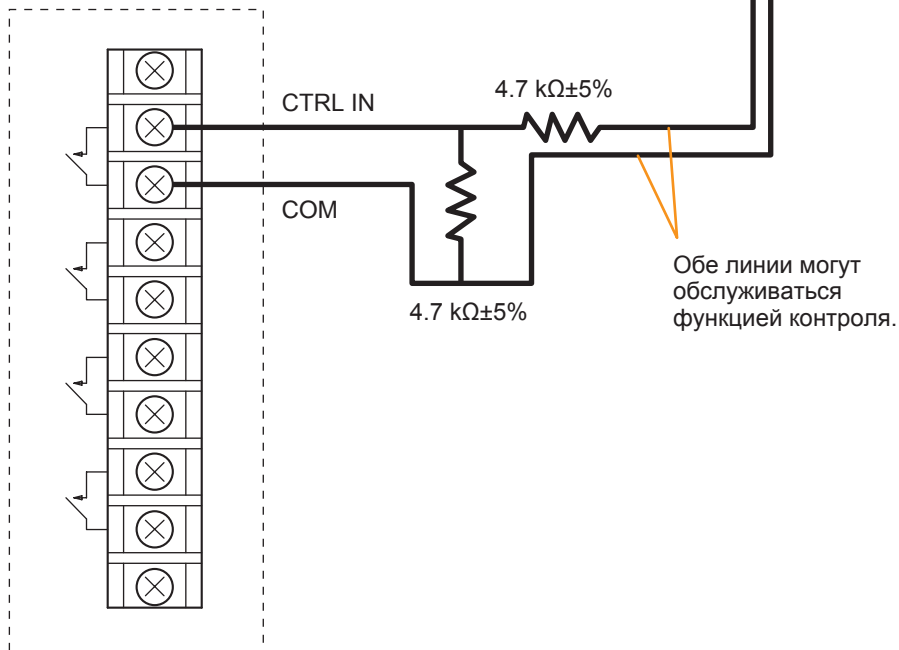 4.7 kΩ±5%
CTRL IN
COM
4.7 kΩ±5%
Обе линии могут
обслуживаться
функцией контроля.